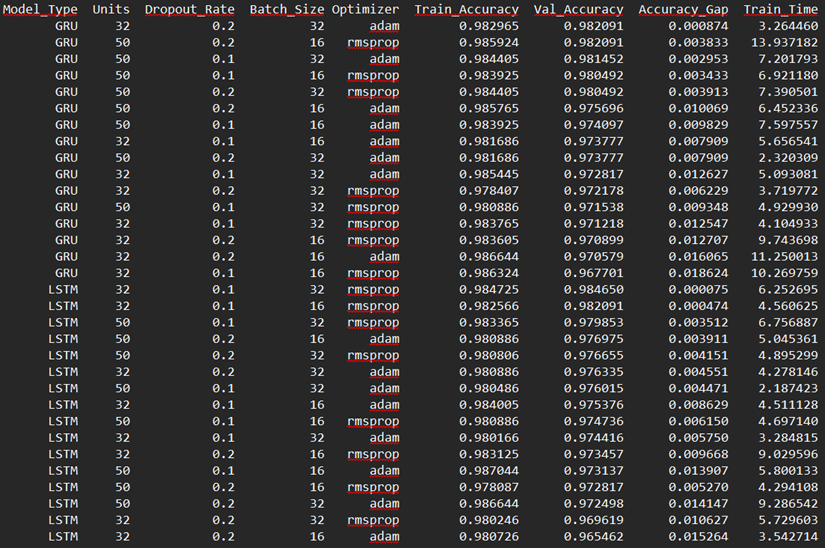 Model_Type Units Dropout_Rate Batch_Size Optimizer Train_Accuracy Val_Accuracy Accuracy_Gap Train_Time
GRU 32 0.2 32 adam 0.982965 0.982091 0.000874 3.264460
GRU 50 0.2 16 rmsprop 0.985924 0.982091 0.003833 13.937182
GRU 50 0.1 32 adam 0.984405 0.981452 0.002953 7.201793
GRU 50 0.1 16 rmsprop 0.983925 0.980492 0.003433 6.921180
GRU 50 0.2 32 rmsprop 0.984405 0.980492 0.003913 7.390501
GRU 50 0.2 16 adam 0.985765 0.975696 0.010069 6.452336
GRU 50 0.1 16 adam 0.983925 0.974097 0.009829 7.597557
GRU 32 0.1 16 adam 0.981686 0.973777 0.007909 5.656541
GRU 50 0.2 32 adam 0.981686 0.973777 0.007909 2.320309
GRU 32 0.1 32 adam 0.985445 0.972817 0.012627 5.093081
GRU 32 0.2 32 rmsprop 0.978407 0.972178 0.006229 3.719772
GRU 50 0.1 32 rmsprop 0.980886 0.971538 0.009348 4.929930
GRU 32 0.1 32 rmsprop 0.983765 0.971218 0.012547 4.104933
GRU 32 0.2 16 rmsprop 0.983605 0.970899 0.012707 9.743698
GRU 32 0.2 16 adam 0.986644 0.970579 0.016065 11.250013
GRU 32 0.1 16 rmsprop 0.986324 0.967701 0.018624 10.269759
LSTM 32 0.1 32 rmsprop 0.984725 0.984650 0.000075 6.252695
LSTM 32 0.1 16 rmsprop 0.982566 0.982091 0.000474 4.560625
LSTM 50 0.1 32 rmsprop 0.983365 0.979853 0.003512 6.756887
LSTM 50 0.2 16 adam 0.980886 0.976975 0.003911 5.045361
LSTM 50 0.2 32 rmsprop 0.980806 0.976655 0.004151 4.895299
LSTM 32 0.2 32 adam 0.980886 0.976335 0.004551 4.278146
LSTM 50 0.1 32 adam 0.980486 0.976015 0.004471 2.187423
LSTM 32 0.1 16 adam 0.984005 0.975376 0.008629 4.511128
LSTM 50 0.1 16 rmsprop 0.980886 0.974736 0.006150 4.697140
LSTM 32 0.1 32 adam 0.980166 0.974416 0.005750 3.284815
LSTM 32 0.2 16 rmsprop 0.983125 0.973457 0.009668 9.029596
LSTM 50 0.1 16 adam 0.987044 0.973137 0.013907 5.800133
LSTM 50 0.2 16 rmsprop 0.978087 0.972817 0.005270 4.294108
LSTM 50 0.2 32 adam 0.986644 0.972498 0.014147 9.286542
LSTM 32 0.2 32 rmsprop 0.980246 0.969619 0.010627 5.729603
LSTM 32 0.2 16 adam 0.980726 0.965462 0.015264 3.542714